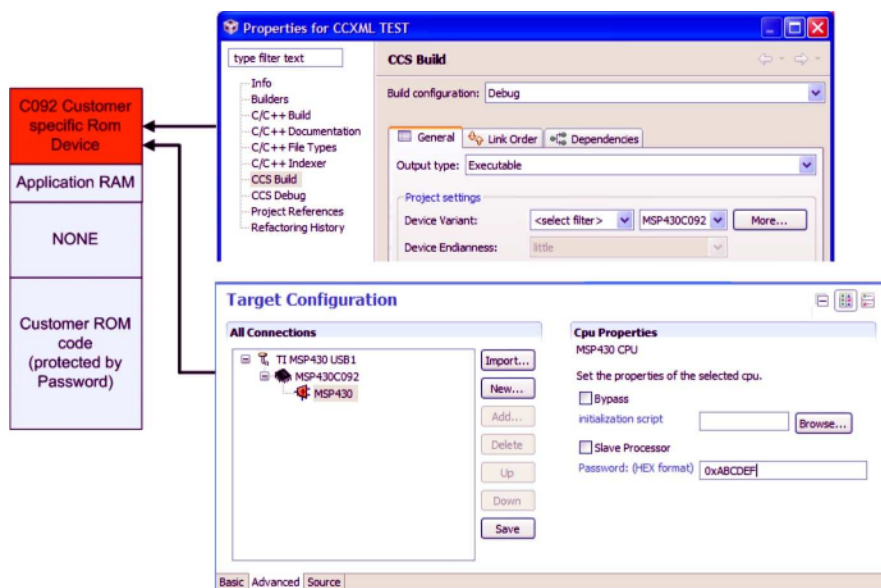 C092 Customer
specific Rom
Device
Application RAM
NONE
Customer ROM
code
(protected by
Password)
Properties for CCXML TEST
type filter text
Info
Builders
C/C++ Build
C/C++ Documentation
C/C++ File Types
C/C++ Indexer
CCS Build
CCS Debug
Project References
Refactoring History
CCS Build
Build configuration: Debug
General Link Order Dependencies
Output type: Executable
Project settings
Device Variant: <select filter> MSP430C092 More...
Device Endianness: little
Target Configuration
All Connections
TI MSP430 USB1
MSP430C092
MSP430
Import...
New...
Add...
Delete
Up
Down
Save
Cpu Properties
MSP430 CPU
Set the properties of the selected cpu.
Bypass
initialization script Browse...
Slave Processor
Password: (HEX format) 0xABCDEF
Basic Advanced Source